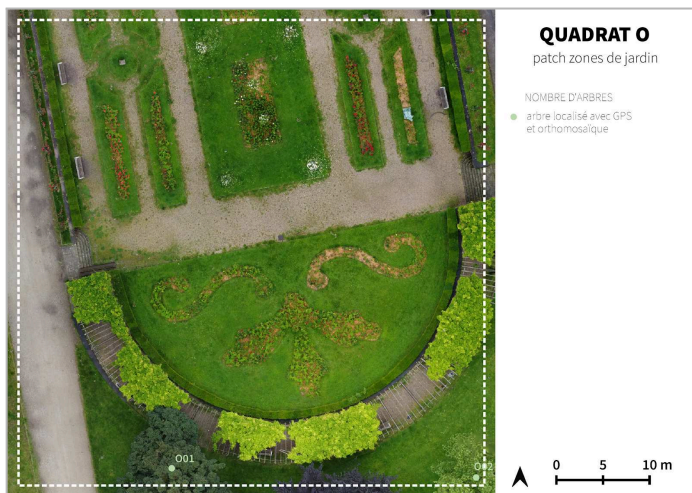 QUADRAT O
patch zones de jardin
NOMBRE D'ARBRES
arbre localisé avec GPS
et orthomosaïque
O01
O02
0 5 10 m